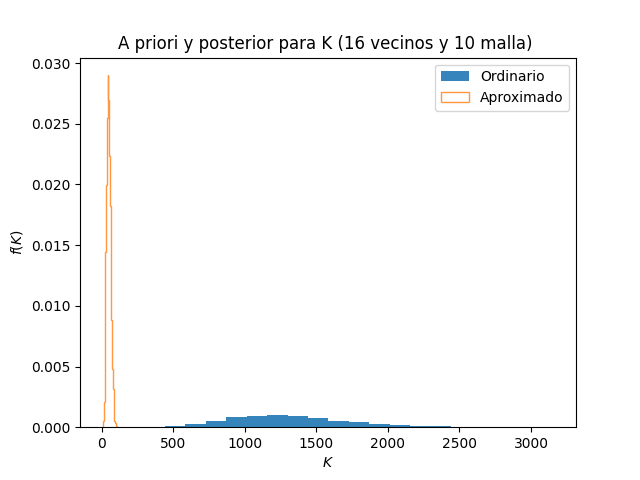 A priori y posterior para K (16 vecinos y 10 malla)
Ordinario
Aproximado
0.030
0.025
0.020
0.015
0.010
0.005
0.000
f(K)
0 500 1000 1500 2000 2500 3000
K